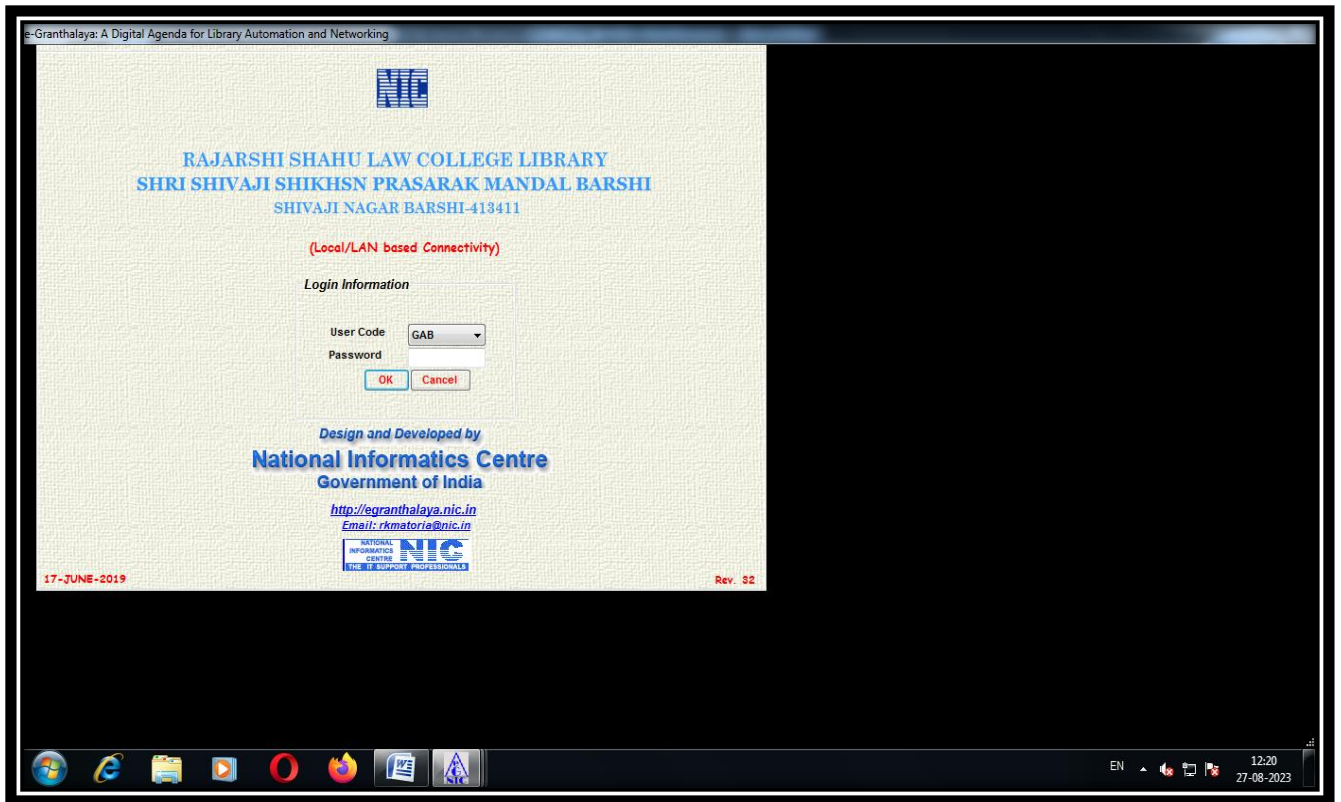 e-Granthalaya: A Digital Agenda for Library Automation and Networking
NIC
RAJARSHI SHAHU LAW COLLEGE LIBRARY
SHRI SHIVAJI SHIKHSN PRASARAK MANDAL BARSHI
SHIVAJI NAGAR BARSHI-413411
(Local/LAN based Connectivity)
Login Information
User Code GAB
Password
OK Cancel
Design and Developed by
National Informatics Centre
Government of India
http://egranthalaya.nic.in
Email: rkmatoria@nic.in
NATIONAL
INFORMATICS
CENTRE
NIC
THE IT SUPPORT PROFESSIONALS
17-JUNE-2019
Rev. 32
W
NIC
EN
12:20
27-08-2023